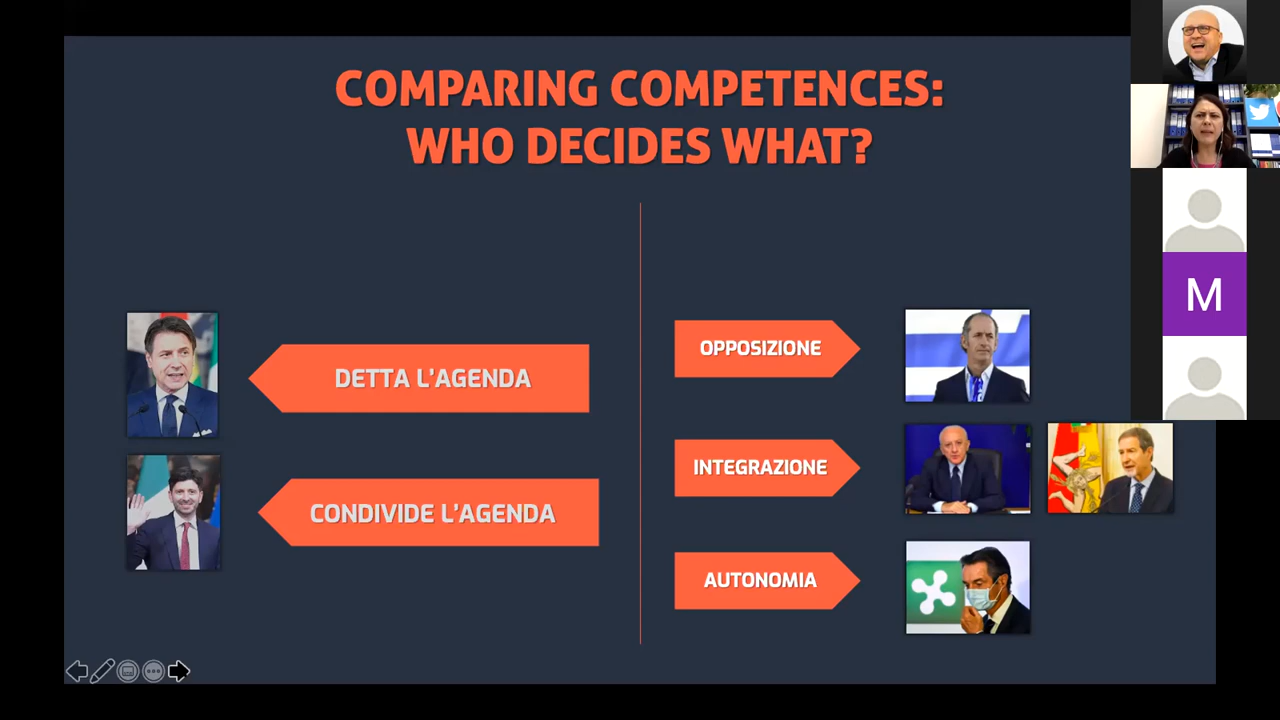 COMPARING COMPETENCES:
WHO DECIDES WHAT?
DETTA L'AGENDA
CONDIVIDE L'AGENDA
OPPOSIZIONE
INTEGRAZIONE
AUTONOMIA
M